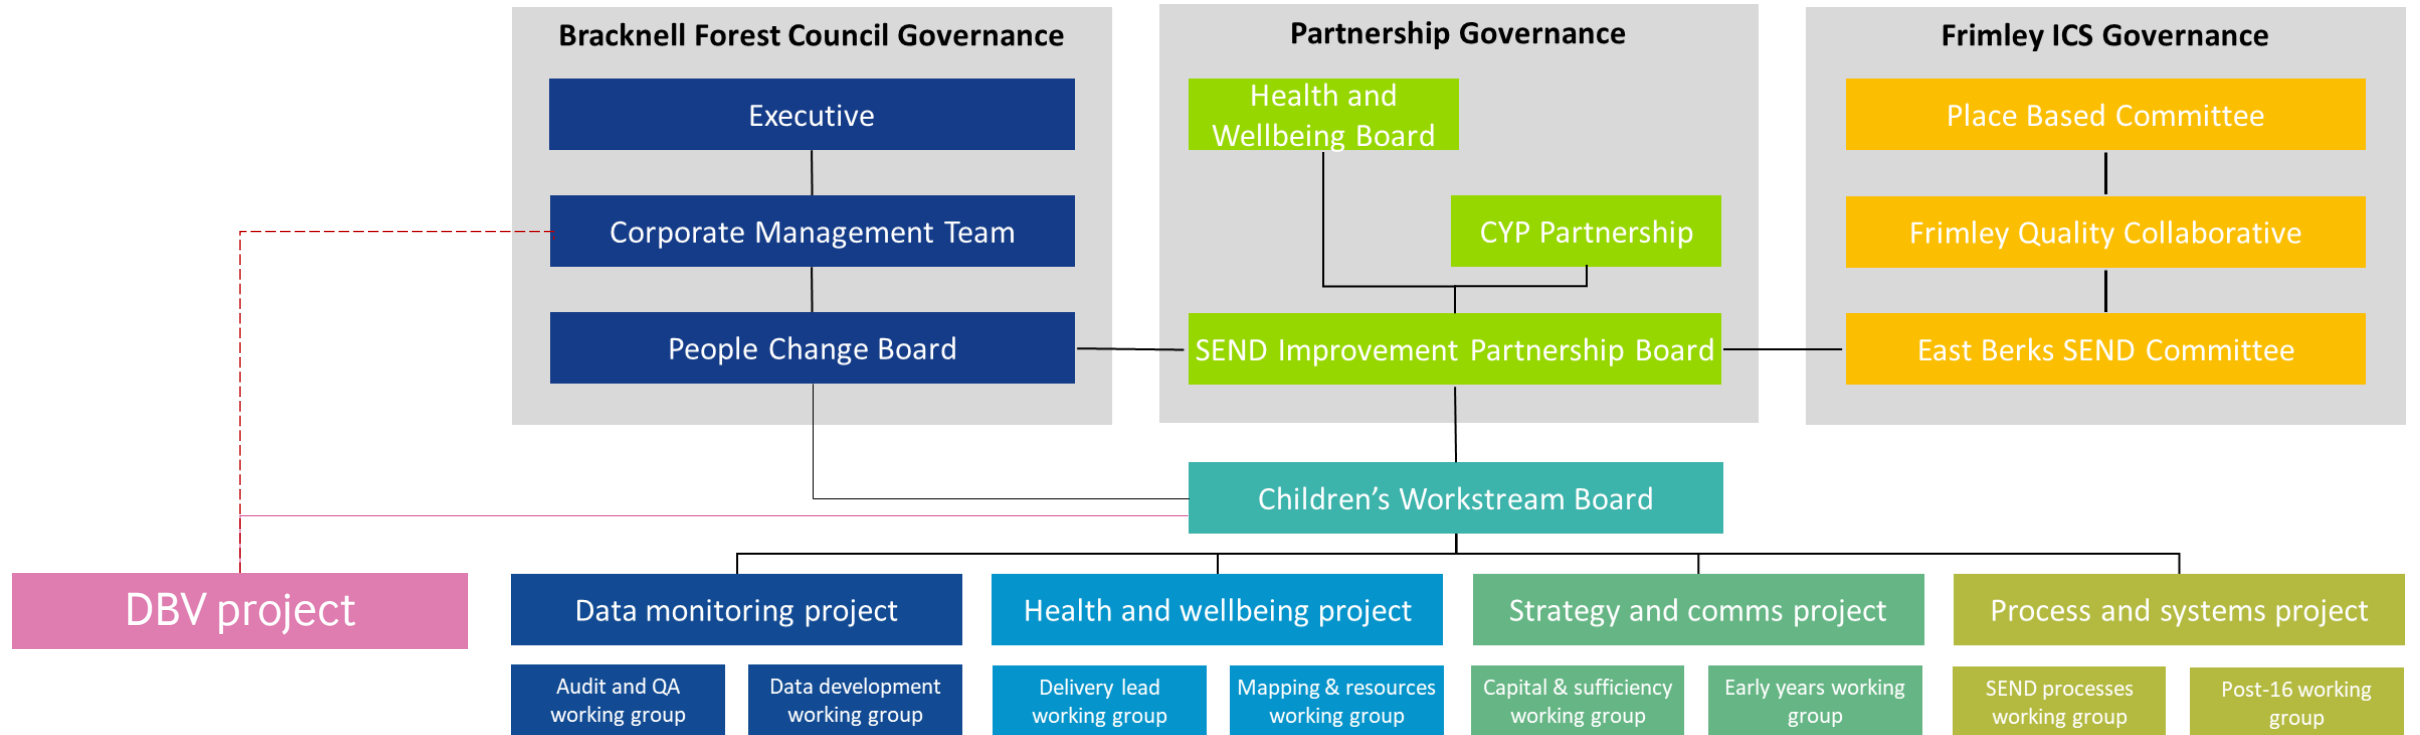 Bracknell Forest Council Governance
Executive
Corporate Management Team
People Change Board
Partnership Governance
Health and
Wellbeing Board
CYP Partnership
SEND Improvement Partnership Board
Frimley ICS Governance
Place Based Committee
Frimley Quality Collaborative
East Berks SEND Committee
Children’s Workstream Board
DBV project
Data monitoring project
Health and wellbeing project
Strategy and comms project
Process and systems project
Audit and QA
working group
Data development
working group
Delivery lead
working group
Mapping & resources
working group
Capital & sufficiency
working group
Early years working
group
SEND processes
working group
Post-16 working
group